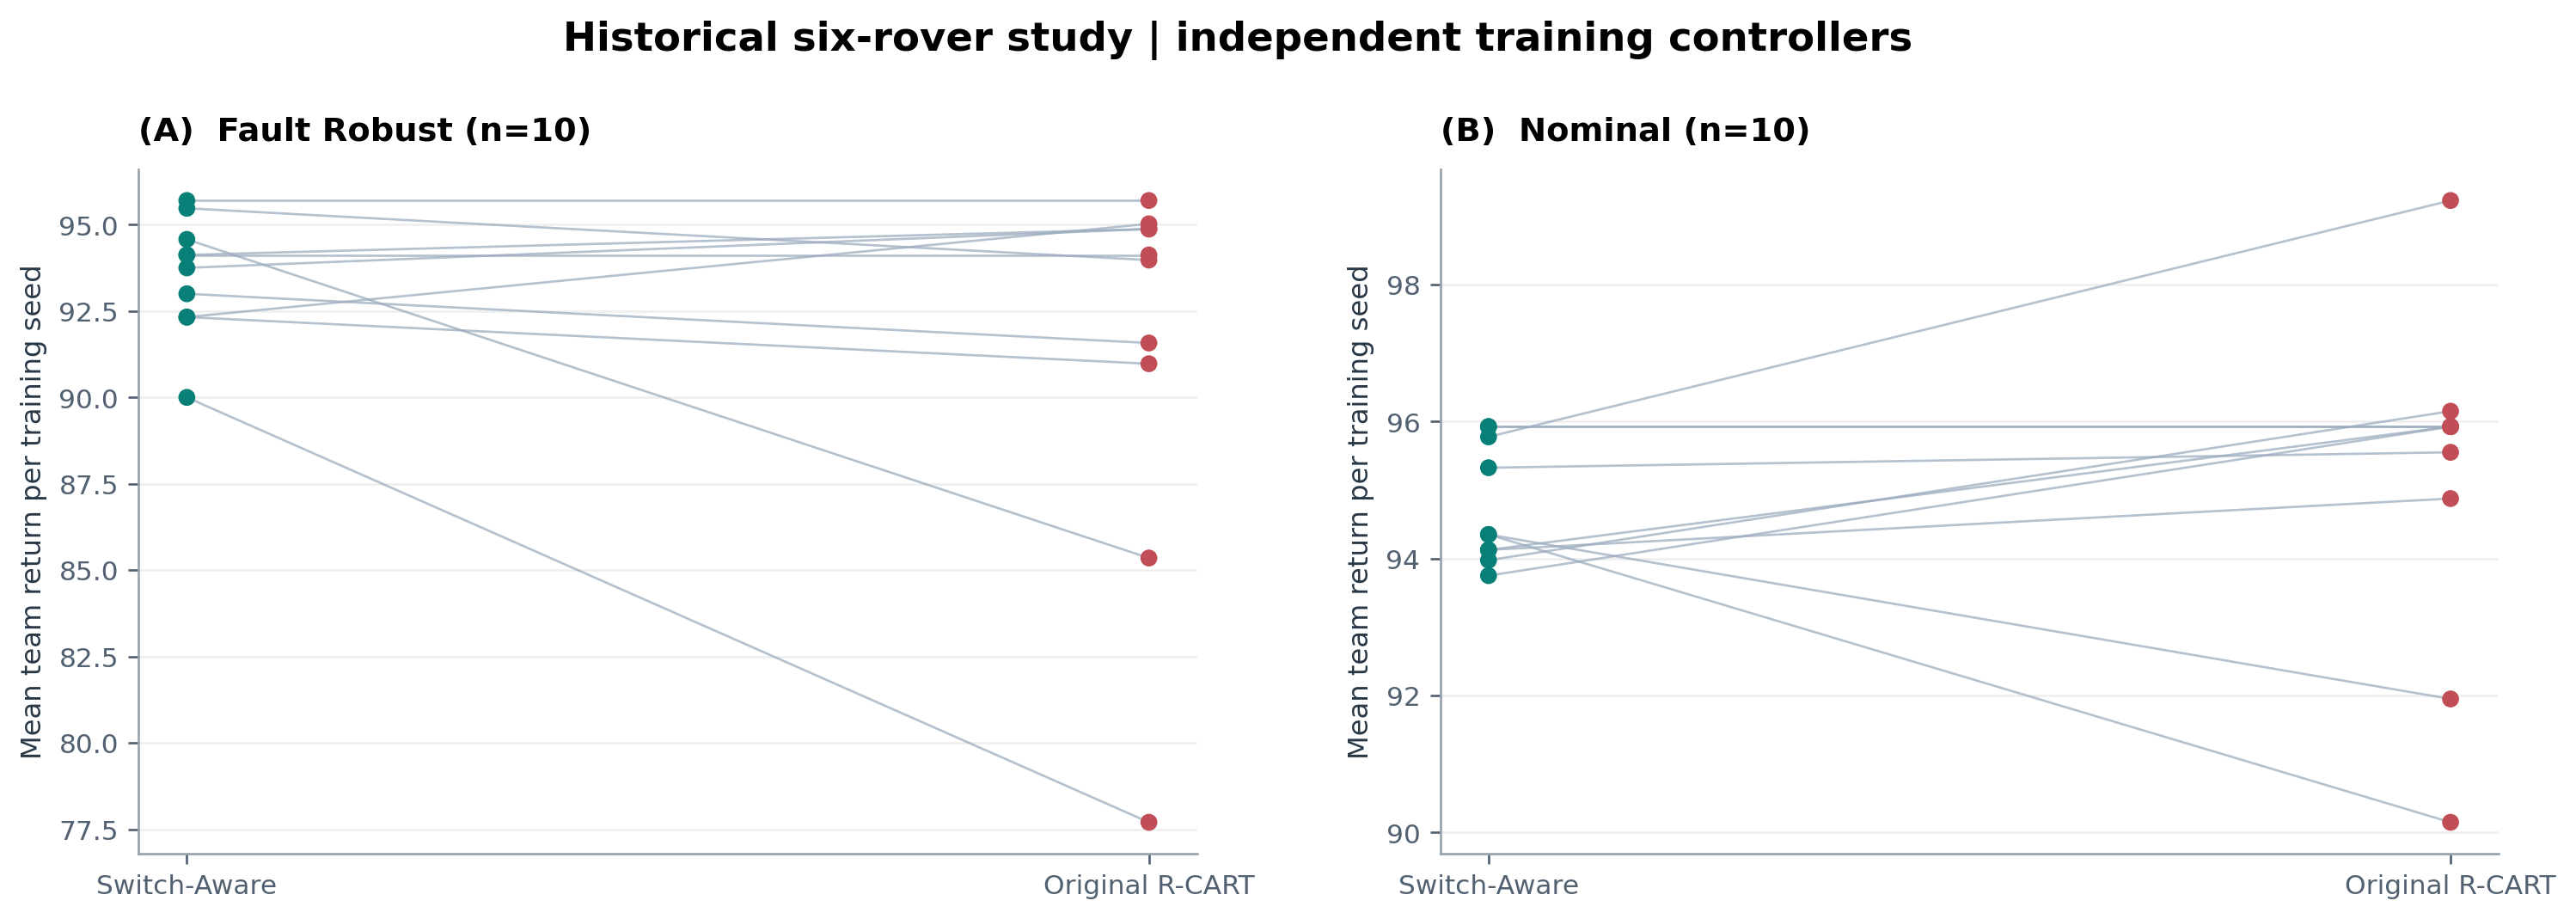 Historical six-rover study | independent training controllers
(A) Fault Robust (n=10)
Mean team return per training seed
95.0
92.5
90.0
87.5
85.0
82.5
80.0
77.5
Switch-Aware
Original R-CART
(B) Nominal (n=10)
Mean team return per training seed
98
96
94
92
90
Switch-Aware
Original R-CART